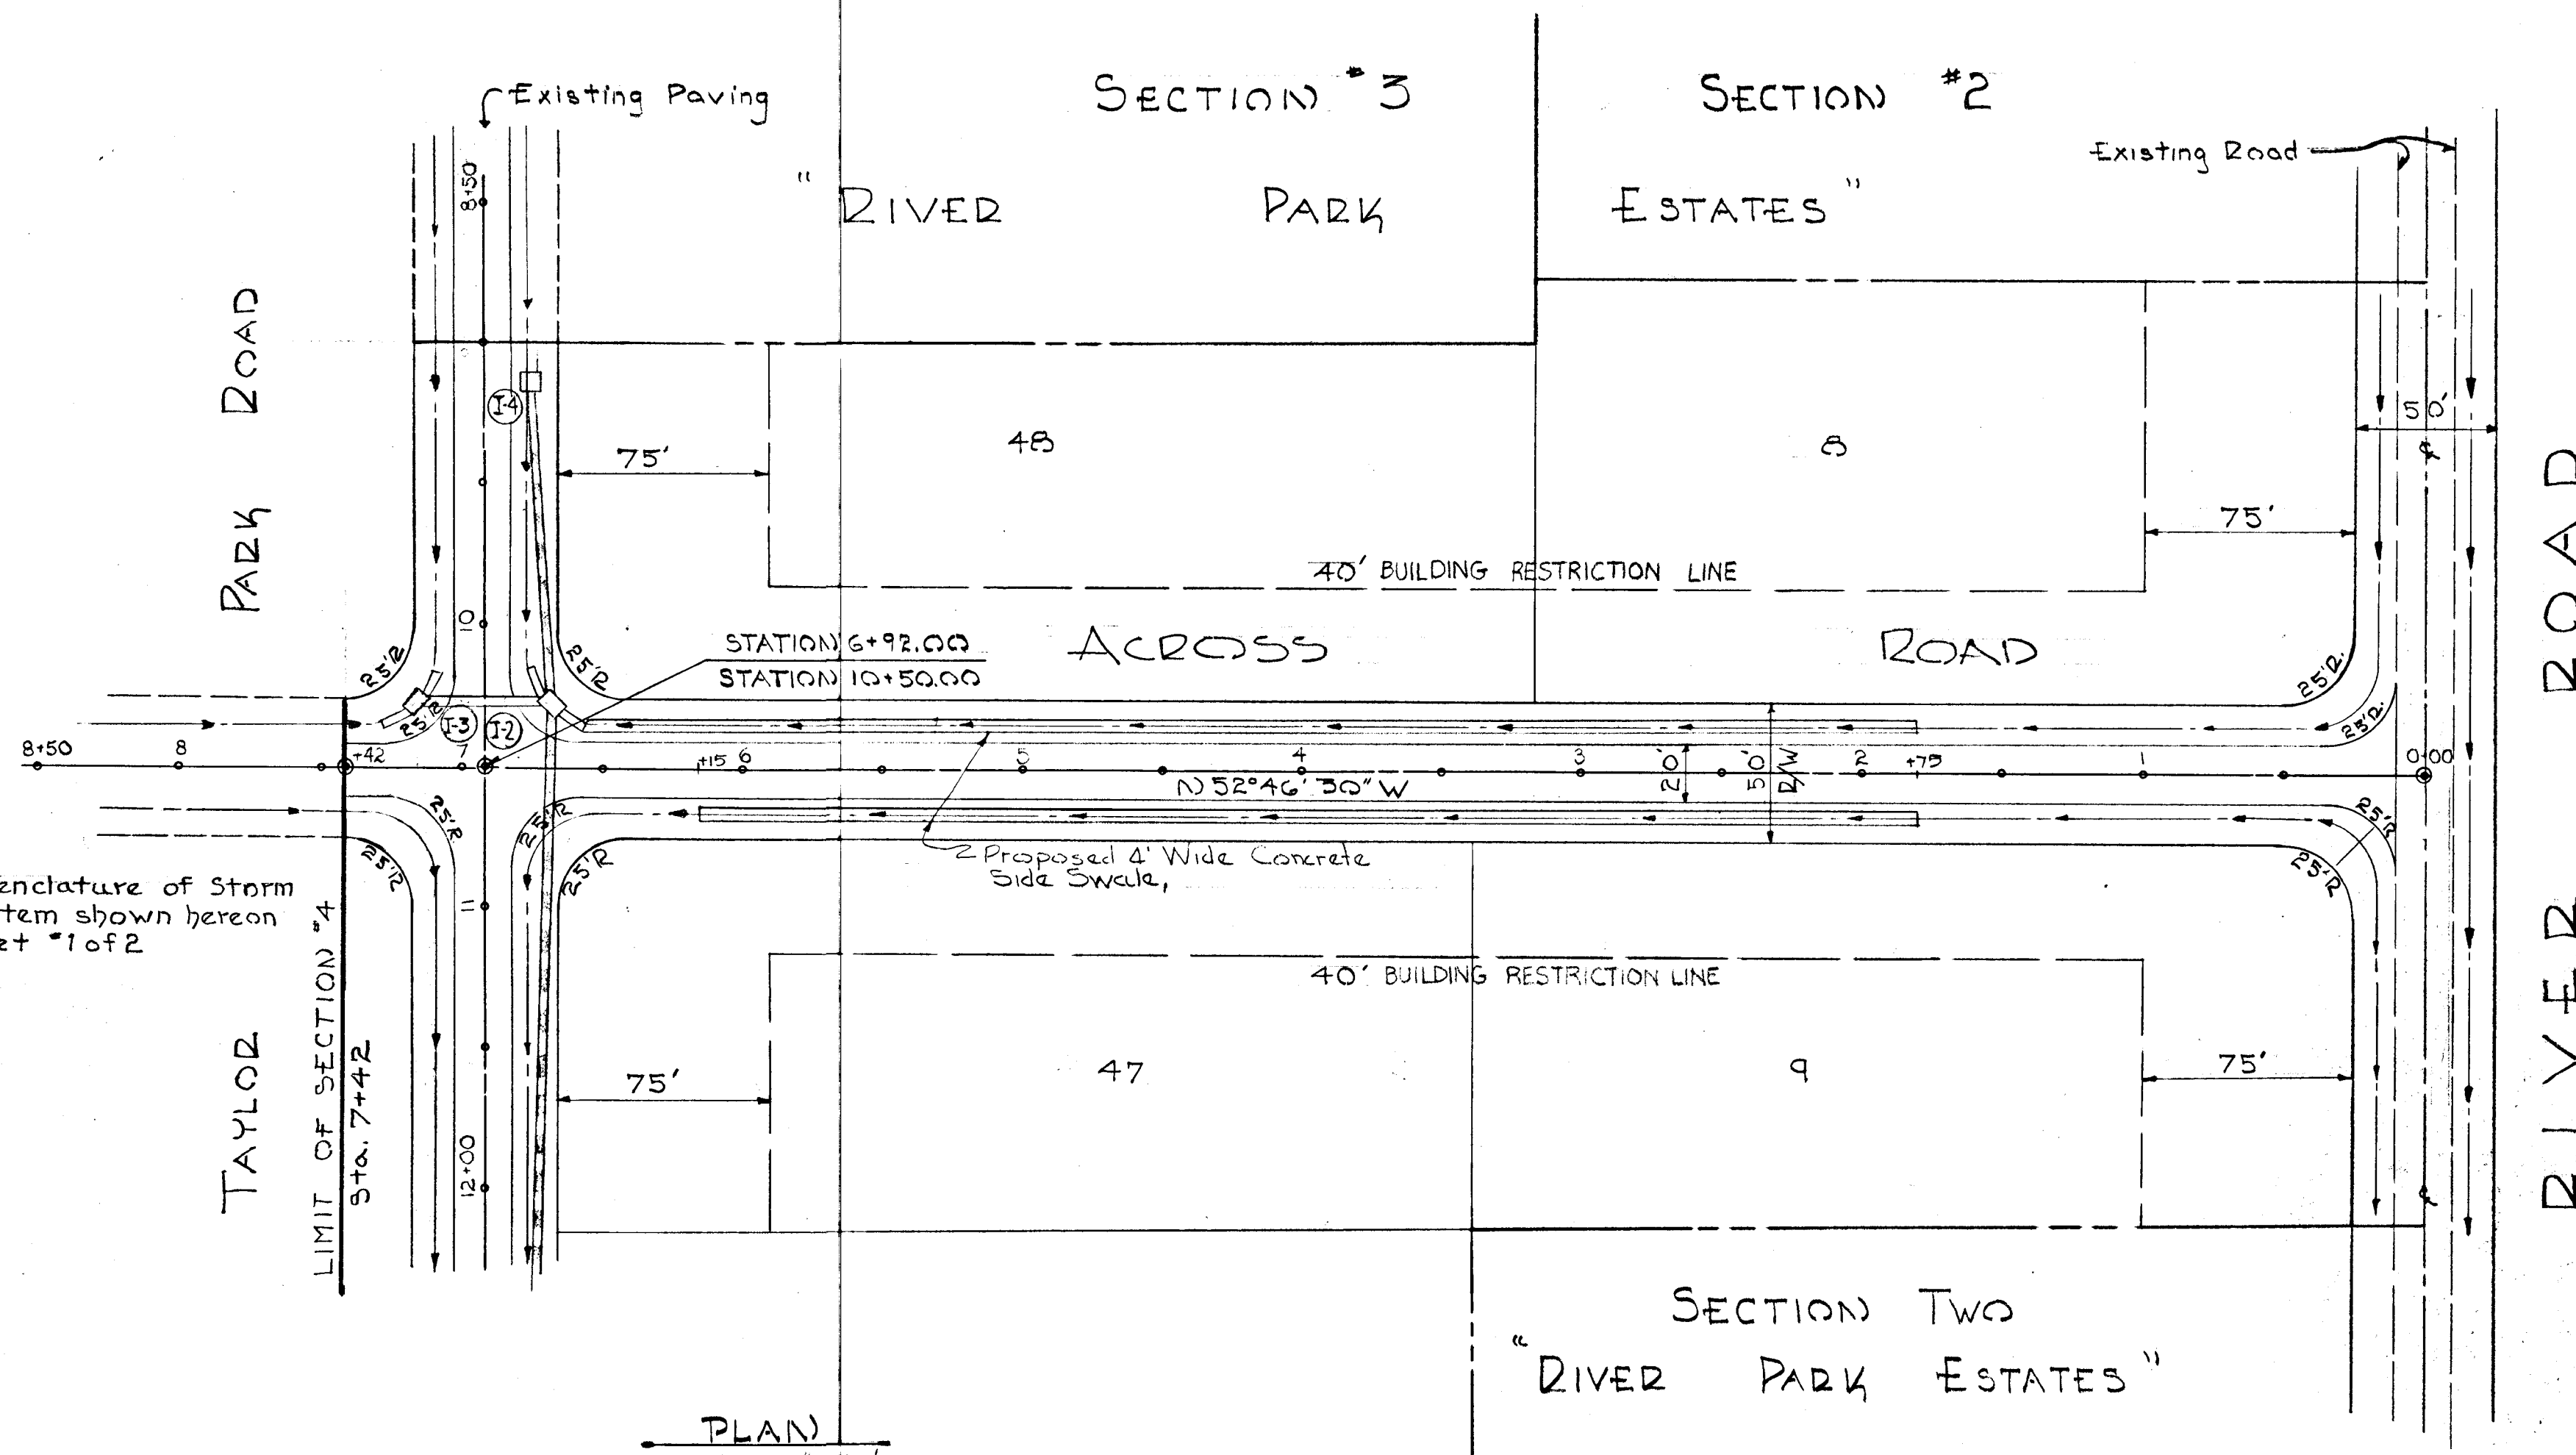 Existing Paving
SECTION #3
SECTION #2
Existing Road
"RIVER PARK ESTATES"
8+50
PARK ROAD
I-4
75'
48
8
50'
℄
75'
40' BUILDING RESTRICTION LINE
10
STATION 6+92.00
STATION 10+50.00
ACROSS ROAD
25'R
25'R
25'R.
25'R
I-3
I-2
25'R.
8+50
8
+42
7
+15
6
5
4
3
2
+75
1
0+00
N 52°46' 30" W
20'
50'
R/W
25'R
25'R
25'R
25'R
25'R
25'R
Proposed 4' Wide Concrete
Side Swale,
enclature of Storm
tem shown hereon
et #1 of 2
11
40' BUILDING RESTRICTION LINE
LIMIT OF SECTION #4
Sta. 7+42
TAYLOR
12+00
75'
47
9
75'
℄
RIVER ROAD
SECTION TWO
"RIVER PARK ESTATES"
PLAN